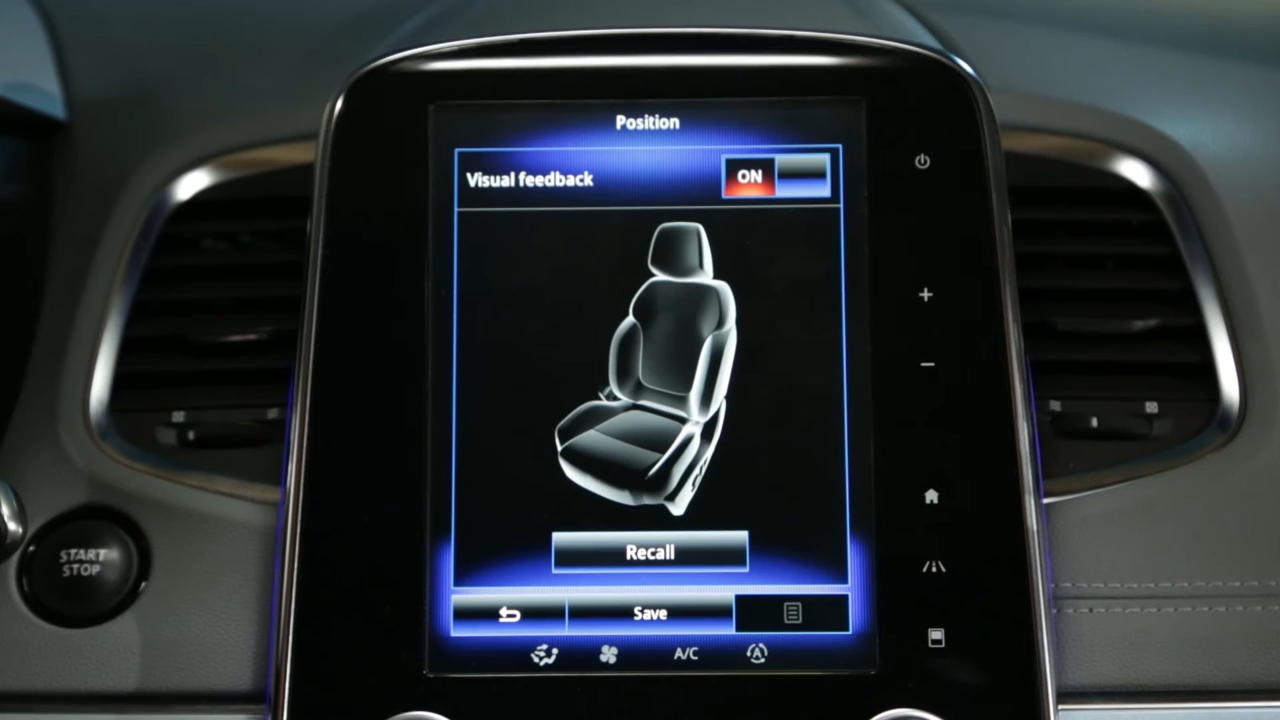 Position
Visual feedback
ON
START
STOP
Recall
Save
A/C